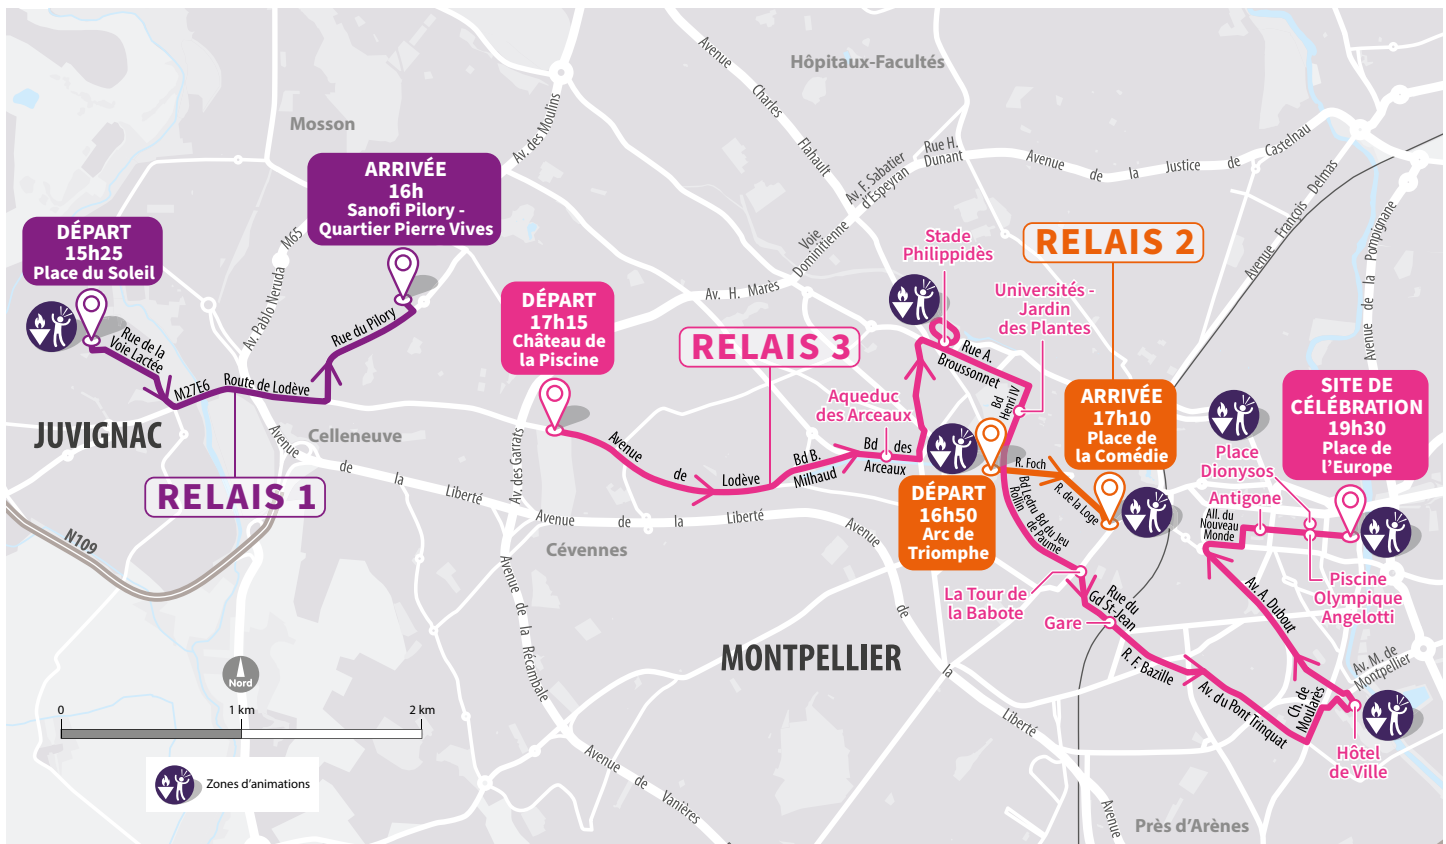 Hôpitaux-Facultés
Mosson
Avenue
Charles
Flahault
Av. des Moulins
Av. F. Sabatier
d'Espeyran
Rue H.
Dunant
Avenue
de
la
Justice
de
Castelnau
Avenue François Delmas
Avenue de la Pompignane
ARRIVÉE
16h
Sanofi Pilory -
Quartier Pierre Vives
DÉPART
15h25
Place du Soleil
M65
Av. Pablo Neruda
Rue du Pilory
Rue de la
Voie Lactée
M27E6
Route de Lodève
JUVIGNAC
RELAIS 1
Celleneuve
Avenue
de
la
Liberté
N109
DÉPART
17h15
Château de
la Piscine
Av. H. Marès
Voie
Domitienne
RELAIS 3
Stade
Philippidès
RELAIS 2
Universités -
Jardin
des Plantes
Rue A.
Broussonnet
Bd
Henri IV
Aqueduc
des Arceaux
Avenue
de
Lodève
Bd B.
Milhaud
Bd
des
Arceaux
Av. des Garrats
Avenue
de
la
Liberté
Cévennes
Avenue
de
la
Liberté
Avenue
Avenue de la Récambale
Avenue
de
Vanières
DÉPART
16h50
Arc de
Triomphe
R. Foch
R. de la Loge
ARRIVÉE
17h10
Place de
la Comédie
Bd Ledru
Rollin
Bd du Jeu
de Paume
La Tour de
la Babote
Gare
Rue du
Gd St-Jean
R. F. Bazille
Av. du Pont Trinquat
Ch. de
Moularès
Av. M. de
Montpellier
Hôtel
de Ville
Av. A. Dubout
All. du
Nouveau
Monde
Antigone
Place
Dionysos
Piscine
Olympique
Angelotti
SITE DE
CÉLÉBRATION
19h30
Place de
l'Europe
MONTPELLIER
Près d'Arènes
Nord
0
1 km
2 km
Zones d'animations